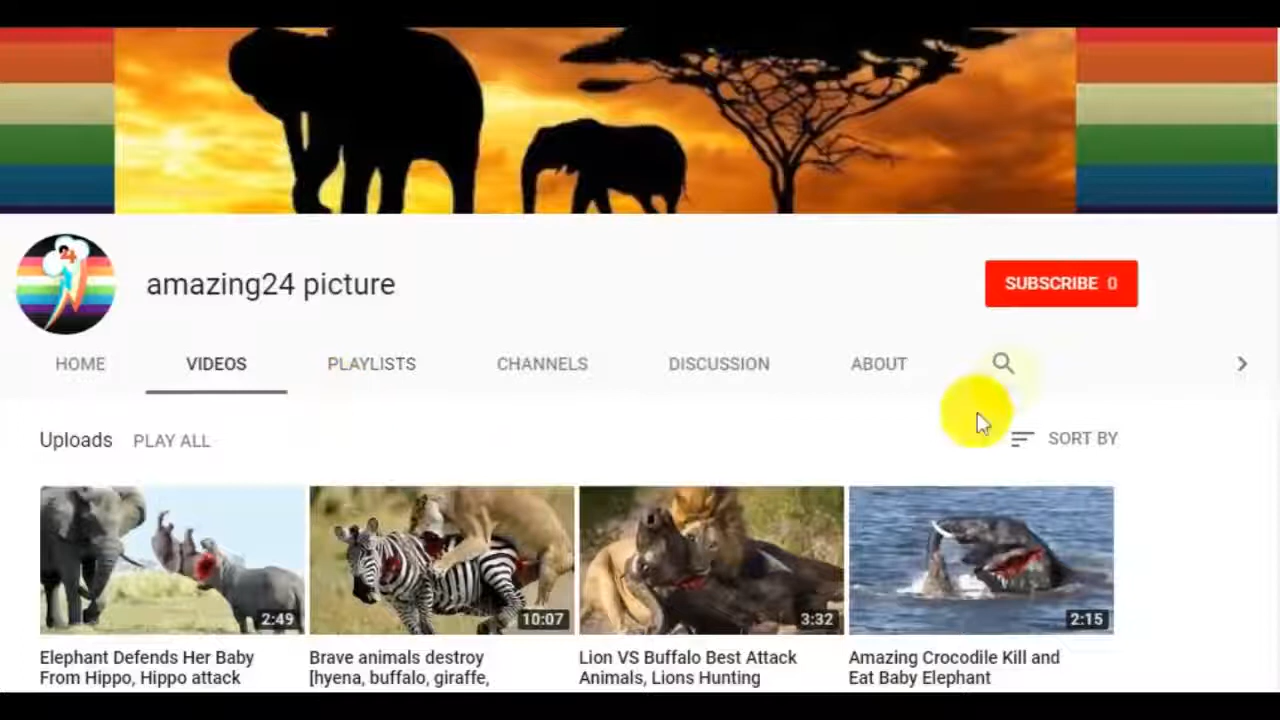 24
amazing24 picture
SUBSCRIBE 0
HOME VIDEOS PLAYLISTS CHANNELS DISCUSSION ABOUT
Uploads PLAY ALL SORT BY
2:49 10:07 3:32 2:15
Elephant Defends Her Baby
From Hippo, Hippo attack
Brave animals destroy
[hyena, buffalo, giraffe,
Lion VS Buffalo Best Attack
Animals, Lions Hunting
Amazing Crocodile Kill and
Eat Baby Elephant